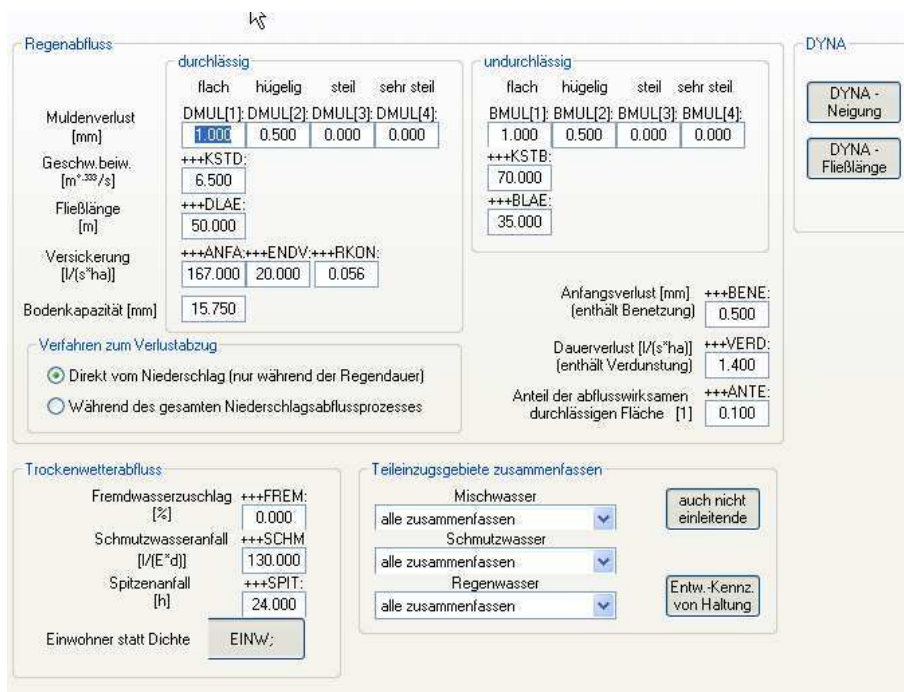 Regenabfluss
durchlässig
flach hügelig steil sehr steil
Muldenverlust [mm]
DMUL[1]: DMUL[2]: DMUL[3]: DMUL[4]:
1.000 0.500 0.000 0.000
Geschw.beiw. [m^.333/s]
+++KSTD:
6.500
Fließlänge [m]
+++DLAE:
50.000
Versickerung [l/(s*ha)]
+++ANFA: +++ENDV: +++RKON:
167.000 20.000 0.056
Bodenkapazität [mm] 15.750
undurchlässig
flach hügelig steil sehr steil
BMUL[1]: BMUL[2]: BMUL[3]: BMUL[4]:
1.000 0.500 0.000 0.000
+++KSTB:
70.000
+++BLAE:
35.000
Anfangsverlust [mm] +++BENE:
(enthält Benetzung) 0.500
Dauerverlust [l/(s*ha)] +++VERD:
(enthält Verdunstung) 1.400
Anteil der abflusswirksamen +++ANTE:
durchlässigen Fläche [1] 0.100
Verfahren zum Verlustabzug
Direkt vom Niederschlag (nur während der Regendauer)
Während des gesamten Niederschlagsabflussprozesses
DYNA
DYNA -
Neigung
DYNA -
Fließlänge
Trockenwetterabfluss
Fremdwasserzuschlag +++FREM:
[%] 0.000
Schmutzwasseranfall +++SCHM
[l/(E*d)] 130.000
Spitzenanfall +++SPIT:
[h] 24.000
Einwohner statt Dichte EINW;
Teileinzugsgebiete zusammenfassen
Mischwasser
alle zusammenfassen
Schmutzwasser
alle zusammenfassen
Regenwasser
alle zusammenfassen
auch nicht
einleitende
Entw.-Kennz.
von Haltung